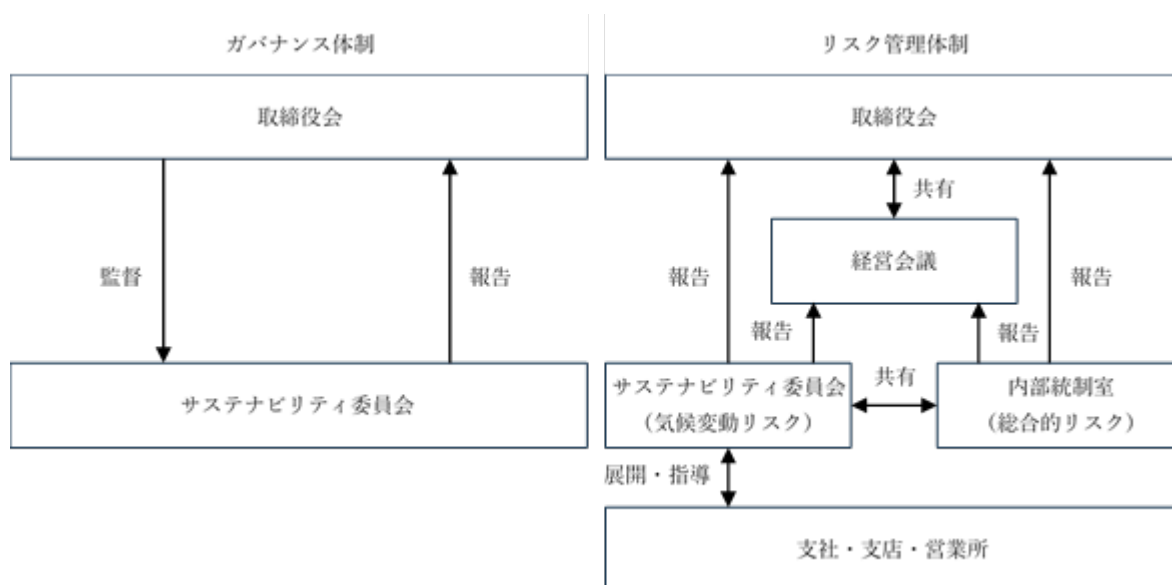 ガバナンス体制
取締役会
監督
報告
サステナビリティ委員会
リスク管理体制
取締役会
共有
経営会議
報告
報告
報告
報告
サステナビリティ委員会
(気候変動リスク)
共有
内部統制室
(総合的リスク)
展開・指導
支社・支店・営業所